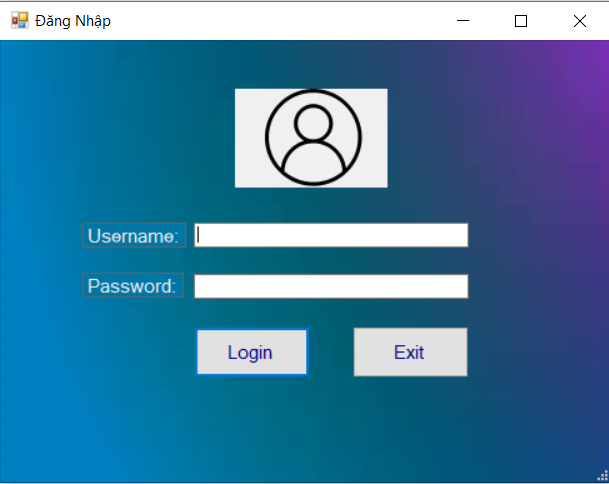 Đăng Nhập
Username:
Password:
Login
Exit